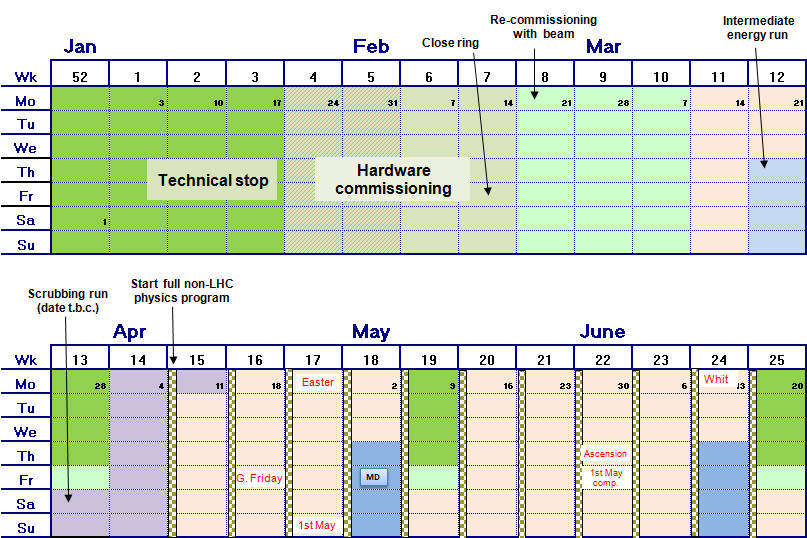 Re-commissioning
with beam
Intermediate
energy run
Jan Feb Close ring Mar
Wk 52 1 2 3 4 5 6 7 8 9 10 11 12
Mo 3 10 17 24 31 7 14 21 28 7 14 21
Tu
We
Th
Technical stop
Hardware
commissioning
Fr
Sa 1
Su
Scrubbing run
(date t.b.c.)
Start full non-LHC
physics program
Apr May June
Wk 13 14 15 16 17 18 19 20 21 22 23 24 25
Mo 28 4 11 18 Easter 2 9 16 23 30 6 Whit 13 20
Tu
We
Th Ascension
Fr G. Friday MD 1st May
comp.
Sa
Su 1st May